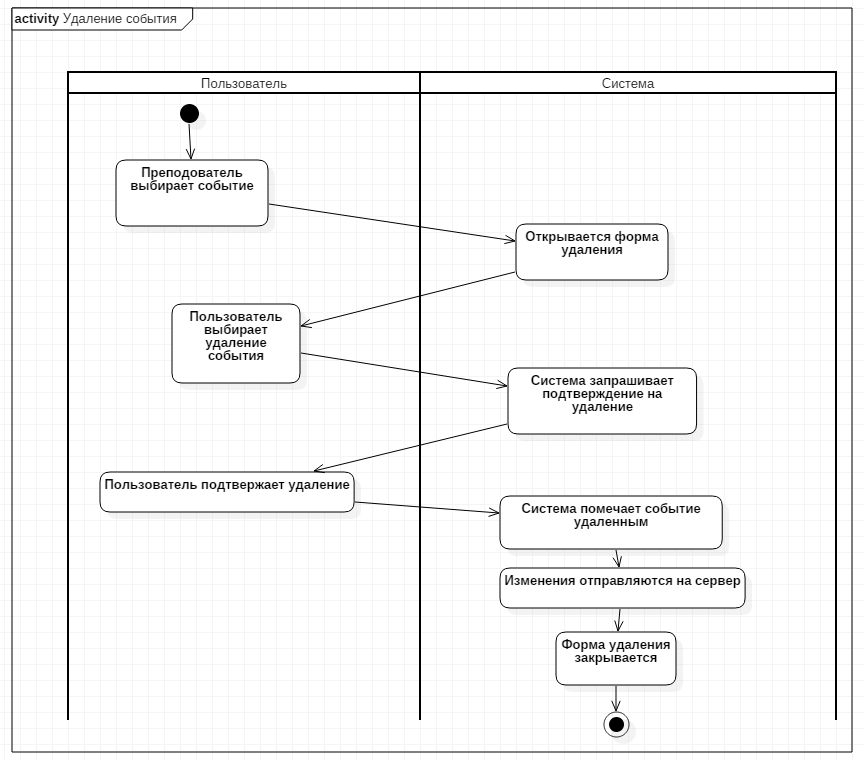 activity Удаление события
Пользователь
Система
Преподователь
выбирает событие
Открывается форма
удаления
Пользователь
выбирает
удаление
события
Система запрашивает
подтверждение на
удаление
Пользователь подтвержает удаление
Система помечает событие
удаленным
Изменения отправляются на сервер
Форма удаления
закрывается